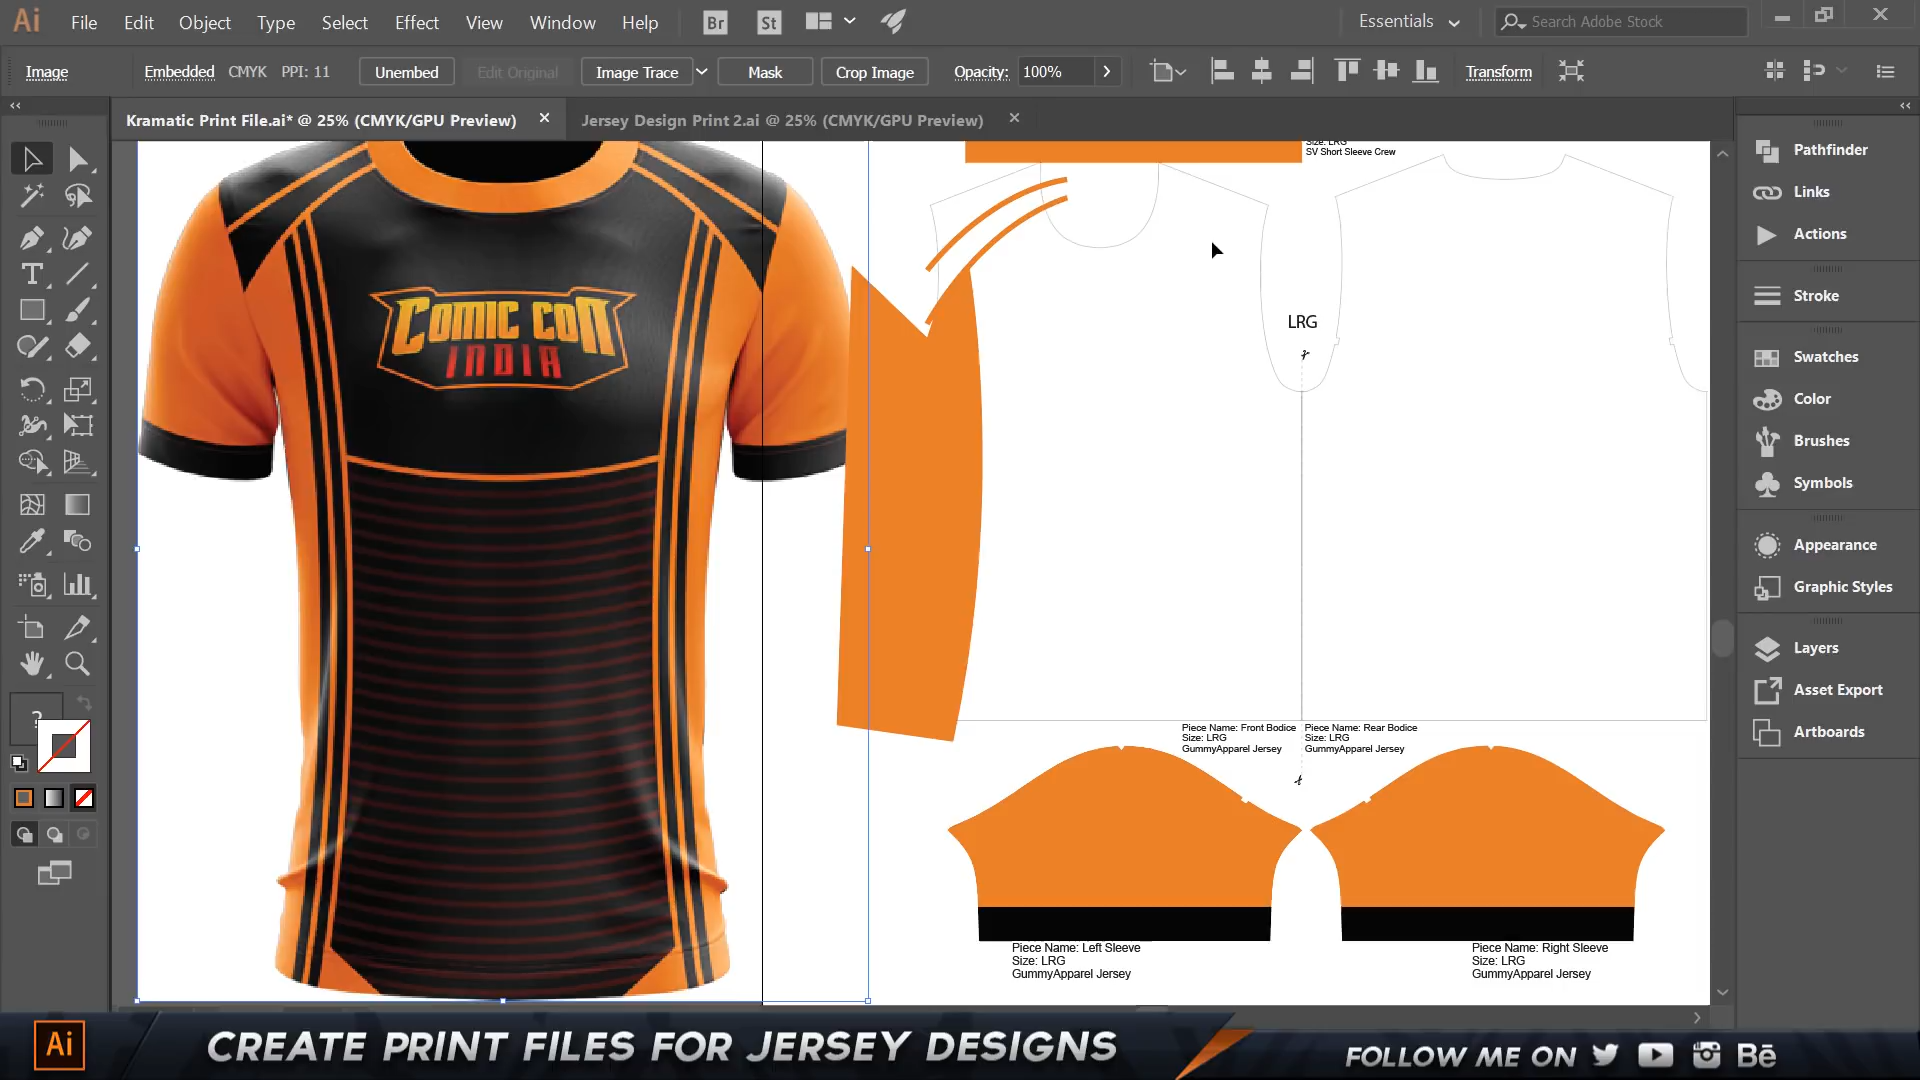 Ai File Edit Object Type Select Effect View Window Help Br St Essentials Search Adobe Stock
Image Embedded CMYK PPI: 11 Unembed Edit Original Image Trace Mask Crop Image Opacity: 100% Transform
Kramatic Print File.ai* @ 25% (CMYK/GPU Preview) Jersey Design Print 2.ai @ 25% (CMYK/GPU Preview)
Size: LRG
SV Short Sleeve Crew
COMIC CON
INDIA
LRG
Piece Name: Front Bodice
Size: LRG
GummyApparel Jersey
Piece Name: Rear Bodice
Size: LRG
GummyApparel Jersey
Piece Name: Left Sleeve
Size: LRG
GummyApparel Jersey
Piece Name: Right Sleeve
Size: LRG
GummyApparel Jersey
T
?
Pathfinder
Links
Actions
Stroke
Swatches
Color
Brushes
Symbols
Appearance
Graphic Styles
Layers
Asset Export
Artboards
Ai CREATE PRINT FILES FOR JERSEY DESIGNS
FOLLOW ME ON Bē